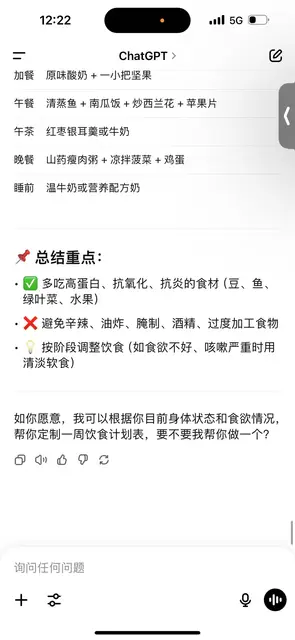 12:22
5G
ChatGPT
加餐 原味酸奶 + 一小把坚果
午餐 清蒸鱼 + 南瓜饭 + 炒西兰花 + 苹果片
午茶 红枣银耳羹或牛奶
晚餐 山药瘦肉粥 + 凉拌菠菜 + 鸡蛋
睡前 温牛奶或营养配方奶
📌 总结重点：
• ✅ 多吃高蛋白、抗氧化、抗炎的食材 (豆、鱼、
绿叶菜、水果)
• ❌ 避免辛辣、油炸、腌制、酒精、过度加工食物
• 💡 按阶段调整饮食 (如食欲不好、咳嗽严重时用
清淡软食)
如你愿意，我可以根据你目前身体状态和食欲情况，
帮你定制一周饮食计划表，要不要我帮你做一个？
询问任何问题